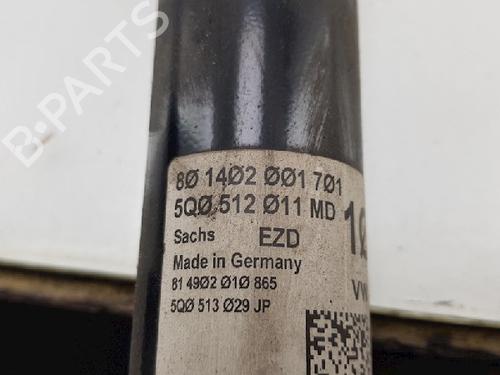 B-PARTS
8Ø 14Ø2 ØØ1 7Ø1
5QØ 512 Ø11 MD
Sachs EZD
Made in Germany
81 49Ø2 Ø1Ø 865
5QØ 513 Ø29 JP